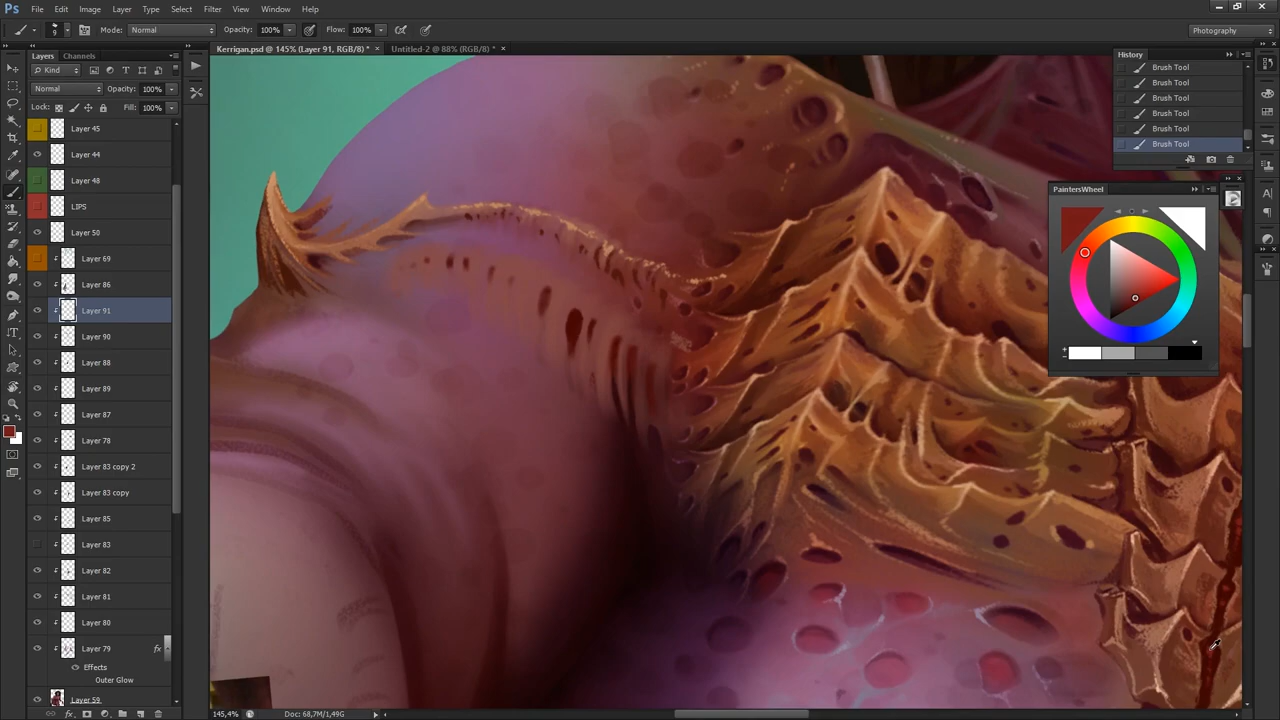 Ps File Edit Image Layer Type Select Filter View Window Help
9 Mode: Normal Opacity: 100% Flow: 100% Photography
Kerrigan.psd @ 145% (Layer 91, RGB/8) * × Untitled-2 @ 88% (RGB/8) * ×
Layers Channels
Kind
Normal Opacity: 100%
Lock: Fill: 100%
Layer 45
Layer 44
Layer 48
LIPS
Layer 50
Layer 69
Layer 86
Layer 91
Layer 90
Layer 88
Layer 89
Layer 87
Layer 78
Layer 83 copy 2
Layer 83 copy
Layer 85
Layer 83
Layer 82
Layer 81
Layer 80
Layer 79 fx
Effects
Outer Glow
Layer 59
fx
145,4% Doc: 68,7M/1,49G
History
Brush Tool
Brush Tool
Brush Tool
Brush Tool
Brush Tool
Brush Tool
PaintersWheel
A